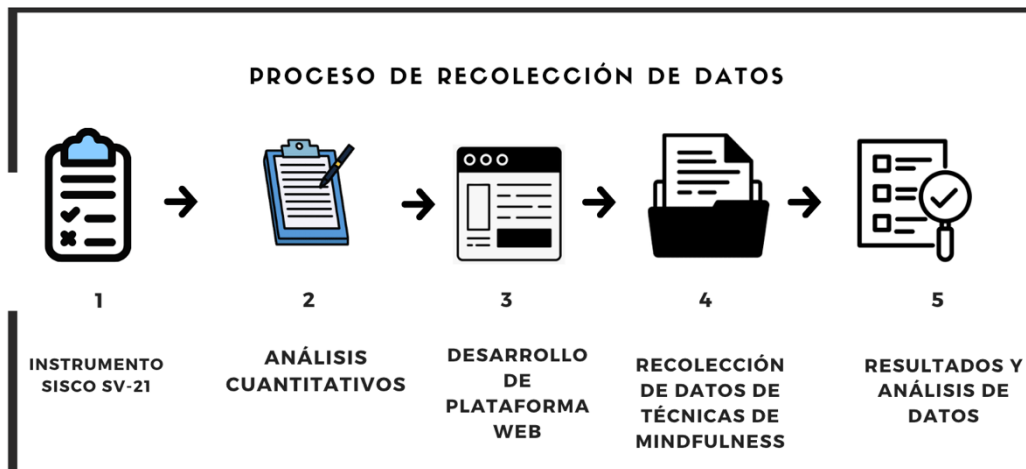 PROCESO DE RECOLECCIÓN DE DATOS
1
INSTRUMENTO
SISCO SV-21
2
ANÁLISIS
CUANTITATIVOS
3
DESARROLLO
DE
PLATAFORMA
WEB
4
RECOLECCIÓN
DE DATOS DE
TÉCNICAS DE
MINDFULNESS
5
RESULTADOS Y
ANÁLISIS DE
DATOS